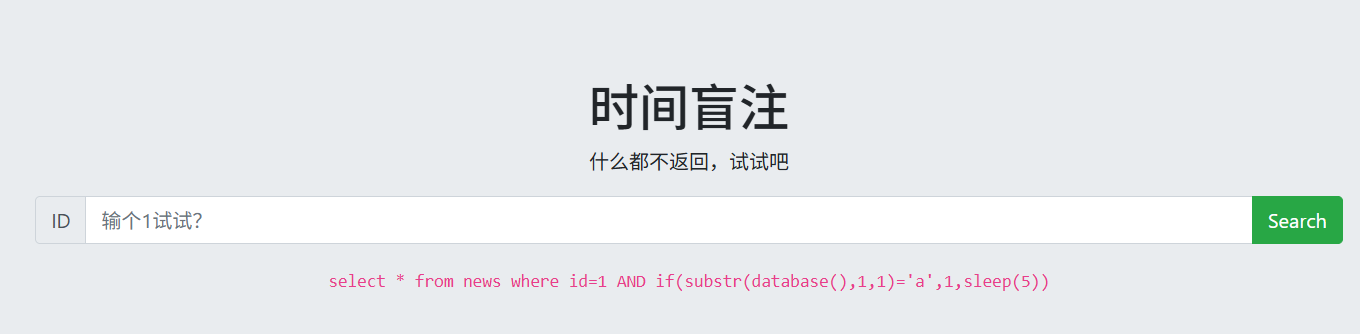 时间盲注
什么都不返回，试试吧
ID 输个1试试？ Search
select * from news where id=1 AND if(substr(database(),1,1)='a',1,sleep(5))